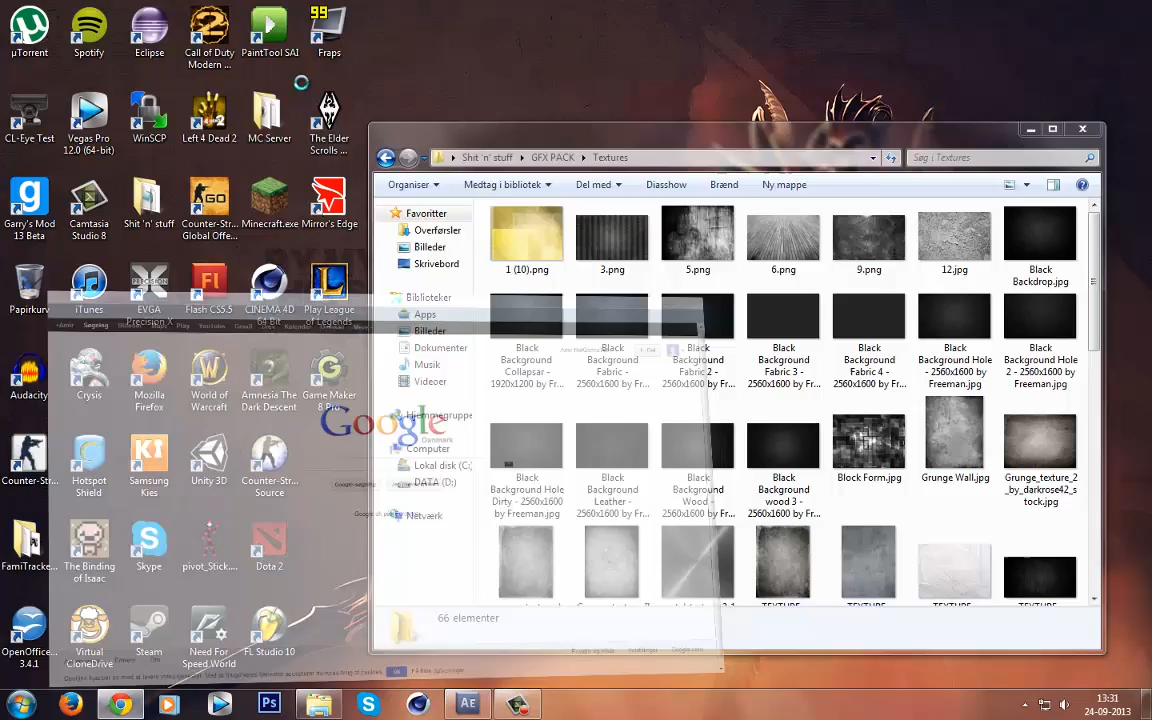 99
µTorrent
Spotify
Eclipse
Call of Duty
Modern ...
PaintTool SAI
Fraps
CL-Eye Test
Vegas Pro
12.0 (64-bit)
WinSCP
Left 4 Dead 2
MC Server
The Elder
Scrolls ...
Garry's Mod
13 Beta
Camtasia
Studio 8
Shit 'n' stuff
Counter-Str...
Global Offe...
Minecraft.exe
Mirror's Edge
Papirkurv
iTunes
EVGA
Precision X
Flash CS5.5
CINEMA 4D
64 Bit
Play League
of Legends
Audacity
Crysis
Mozilla
Firefox
World of
Warcraft
Amnesia The
Dark Descent
Game Maker
8 Pro
Counter-Str...
Hotspot
Shield
Samsung
Kies
Unity 3D
Counter-Str...
Source
FamiTracke...
The Binding
of Isaac
Skype
pivot_Stick...
Dota 2
OpenOffice...
3.4.1
Virtual
CloneDrive
Steam
Need For
Speed World
FL Studio 10
Google
Danmark
Shit 'n' stuff
GFX PACK
Textures
Søg i Textures
Organiser
Medtag i bibliotek
Del med
Diasshow
Brænd
Ny mappe
Favoritter
Overførsler
Billeder
Skrivebord
Biblioteker
Apps
Billeder
Dokumenter
Musik
Videoer
Hjemmegruppe
Computer
Lokal disk (C:)
DATA (D:)
Netværk
1 (10).png
3.png
5.png
6.png
9.png
12.jpg
Black
Backdrop.jpg
Black
Background
Collapsar -
1920x1200 by Fr...
Black
Background
Fabric -
2560x1600 by Fr...
Black
Background
Fabric 2 -
2560x1600 by Fr...
Black
Background
Fabric 3 -
2560x1600 by Fr...
Black
Background
Fabric 4 -
2560x1600 by Fr...
Black
Background Hole
- 2560x1600 by
Freeman.jpg
Black
Background Hole
2 - 2560x1600 by
Freeman.jpg
Black
Background Hole
Dirty - 2560x1600
by Freeman.jpg
Black
Background
Leather -
2560x1600 by Fr...
Black
Background
Wood -
2560x1600 by Fr...
Black
Background
wood 3 -
2560x1600 by Fr...
Block Form.jpg
Grunge Wall.jpg
Grunge_texture_2
_by_darkrose42_s
tock.jpg
66 elementer
Ps
Ae
13:31
24-09-2013